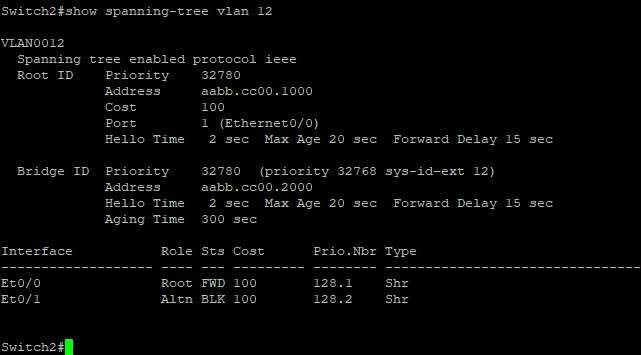 Switch2#show spanning-tree vlan 12
VLAN0012
  Spanning tree enabled protocol ieee
  Root ID    Priority    32780
             Address     aabb.cc00.1000
             Cost        100
             Port        1 (Ethernet0/0)
             Hello Time   2 sec  Max Age 20 sec  Forward Delay 15 sec
  Bridge ID  Priority    32780  (priority 32768 sys-id-ext 12)
             Address     aabb.cc00.2000
             Hello Time   2 sec  Max Age 20 sec  Forward Delay 15 sec
             Aging Time  300 sec
Interface           Role Sts Cost      Prio.Nbr Type
------------------- ---- --- --------- -------- --------------------------------
Et0/0               Root FWD 100       128.1    Shr
Et0/1               Altn BLK 100       128.2    Shr
Switch2#